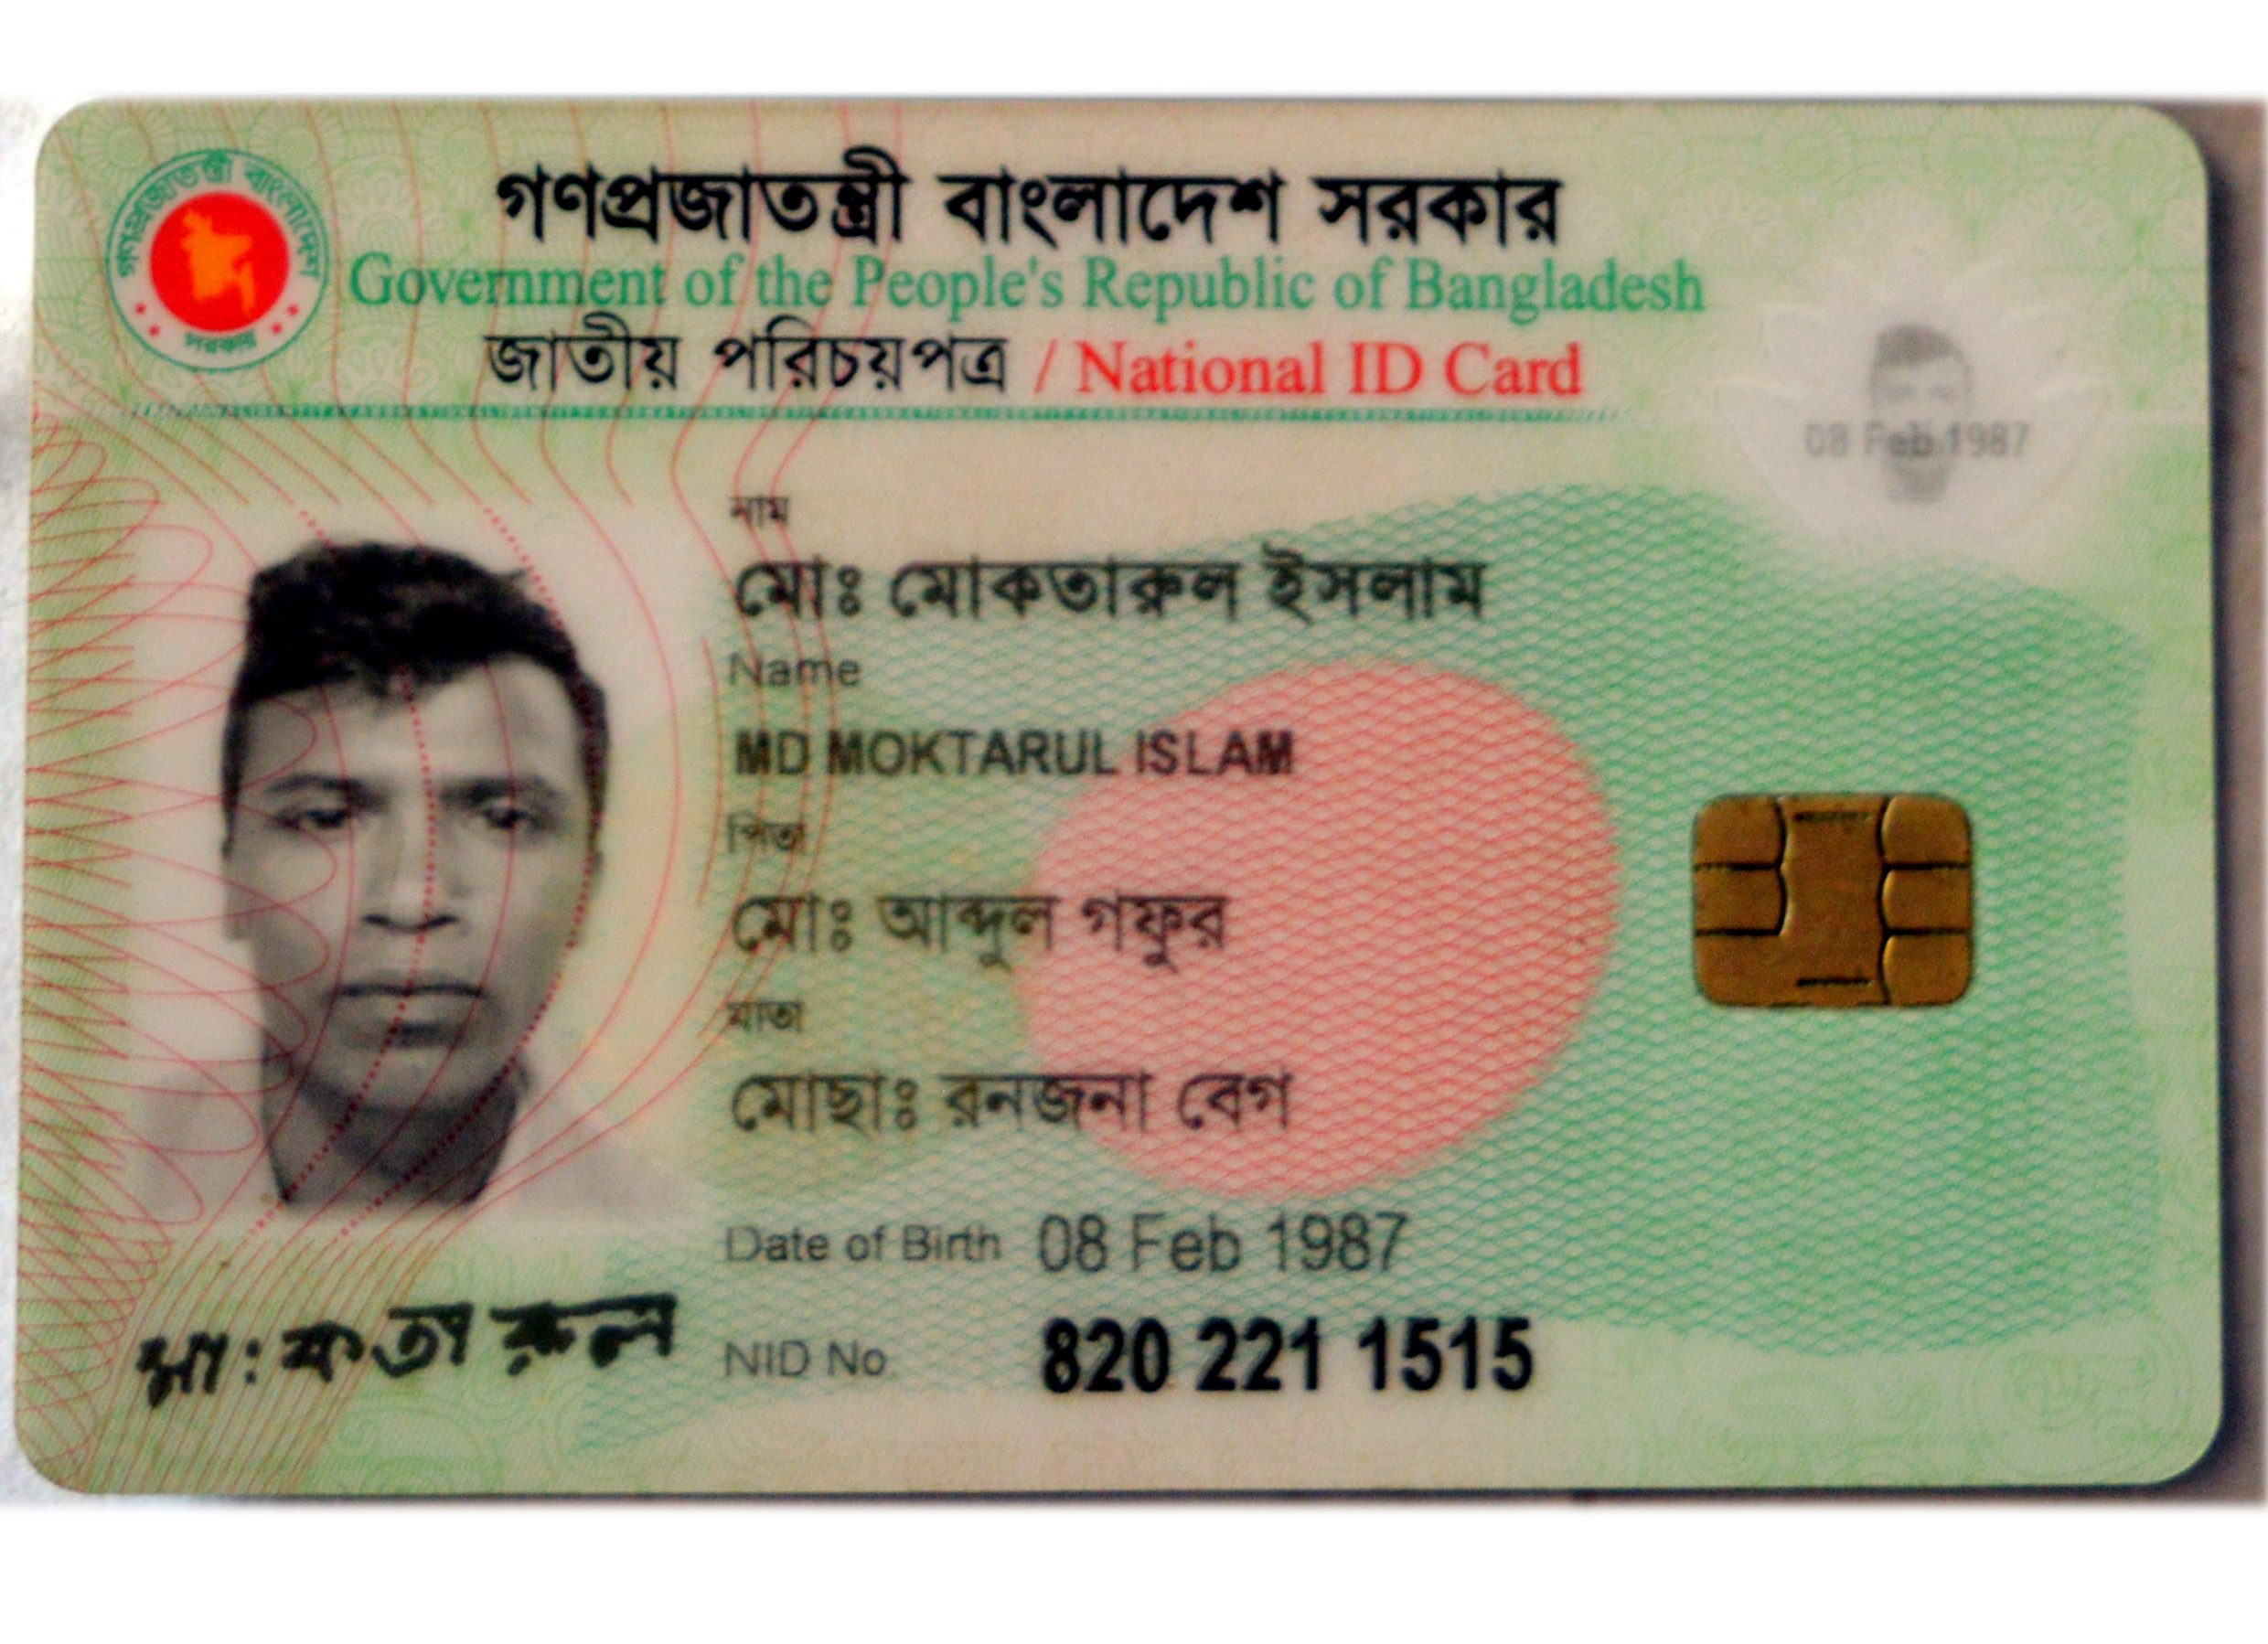 গণপ্রজাতন্ত্রী বাংলাদেশ সরকার
গণপ্রজাতন্ত্রী বাংলাদেশ
সরকার
Government of the People's Republic of Bangladesh
জাতীয় পরিচয়পত্র / National ID Card
08 Feb 1987
নাম
মোঃ মোকতারুল ইসলাম
Name
MD MOKTARUL ISLAM
পিতা
মোঃ আব্দুল গফুর
মাতা
মোছাঃ রনজনা বেগ
Date of Birth 08 Feb 1987
মো:কতারুল
NID No. 820 221 1515